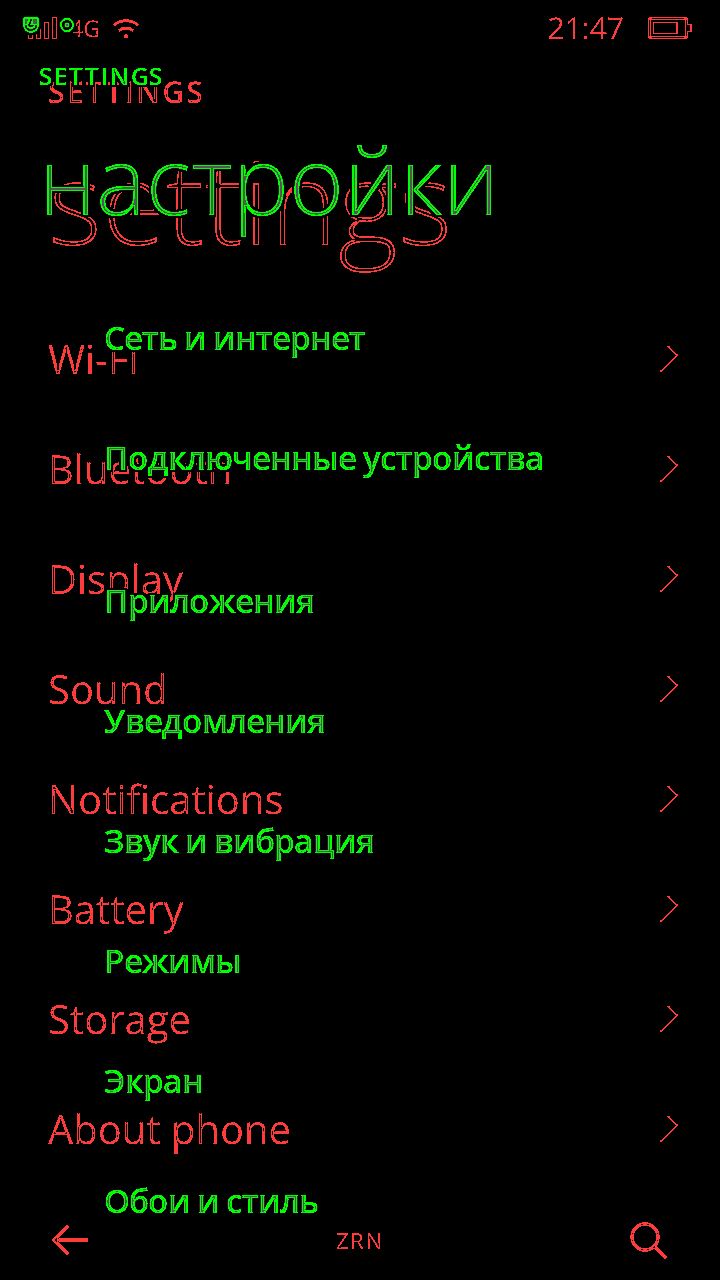 4G 21:47
SETTINGS
SETTINGS
настройки
settings
Сеть и интернет
Wi-Fi
Подключенные устройства
Bluetooth
Display
Приложения
Sound
Уведомления
Notifications
Звук и вибрация
Battery
Режимы
Storage
Экран
About phone
Обои и стиль
ZRN